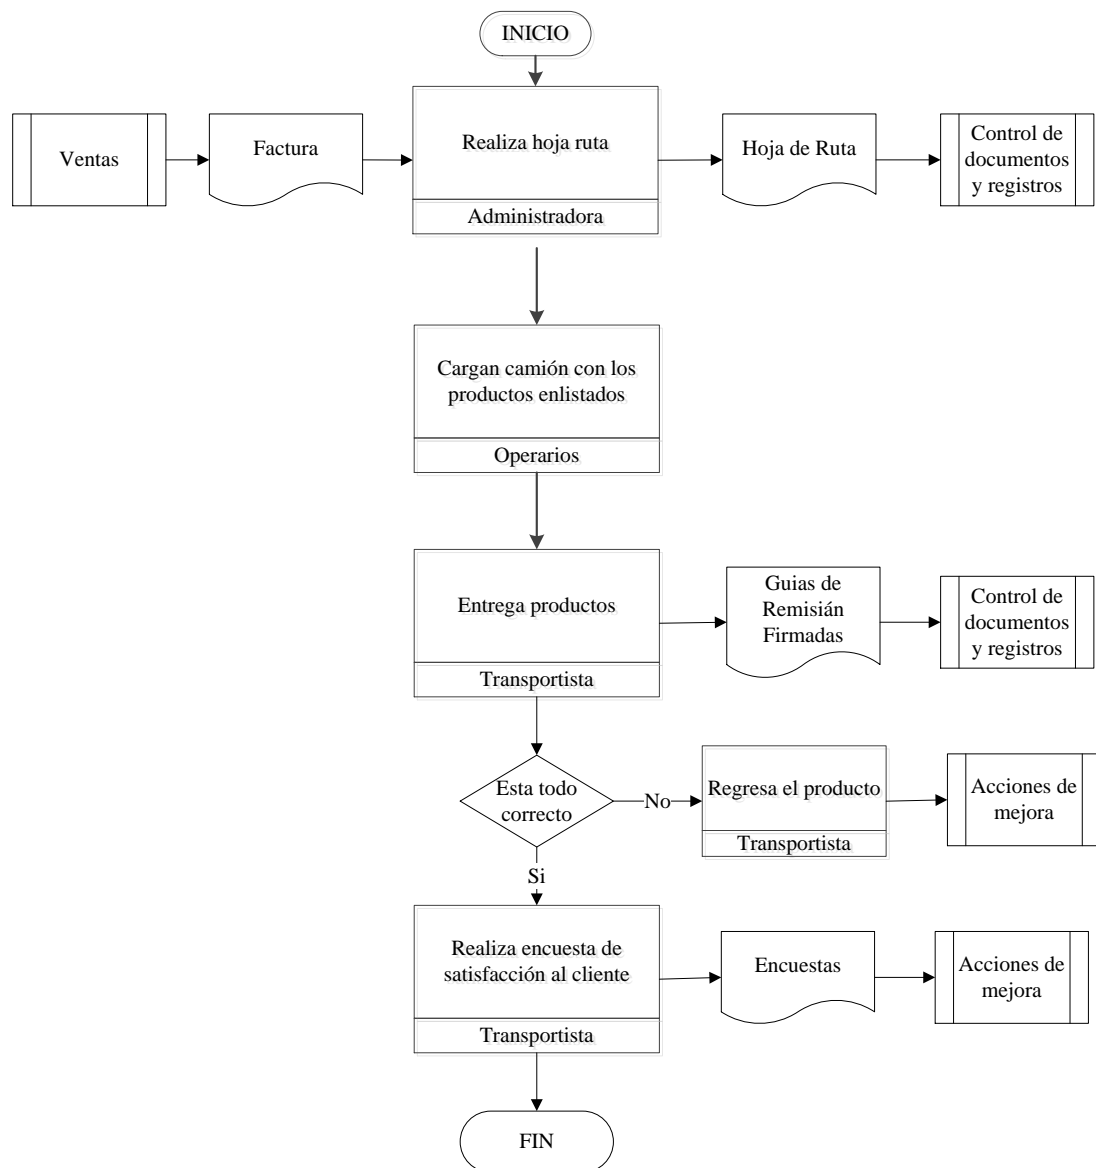 INICIO
Ventas
Factura
Realiza hoja ruta
Administradora
Hoja de Ruta
Control de
documentos
y registros
Cargan camión con los
productos enlistados
Operarios
Entrega productos
Transportista
Guias de
Remisián
Firmadas
Control de
documentos
y registros
Esta todo
correcto
No
Regresa el producto
Transportista
Acciones de
mejora
Si
Realiza encuesta de
satisfacción al cliente
Transportista
Encuestas
Acciones de
mejora
FIN